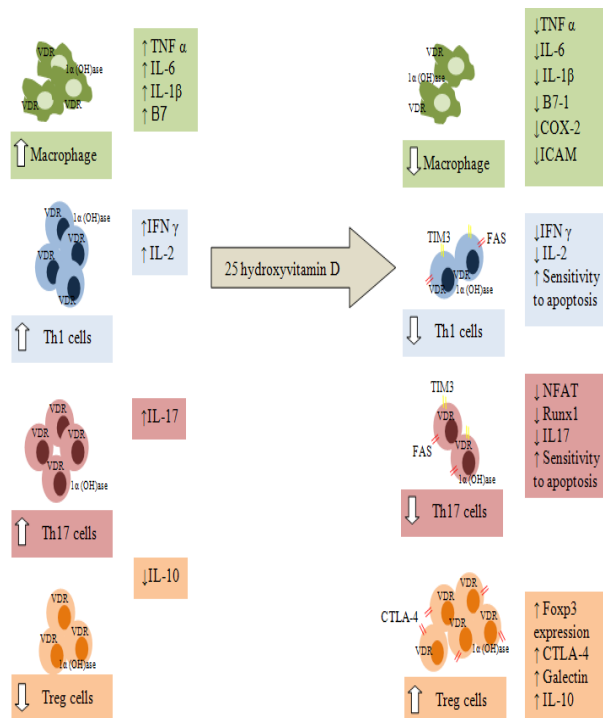 VDR
1α (OH)ase
VDR
VDR
↑ Macrophage
↑ TNF α
↑ IL-6
↑ IL-1β
↑ B7
VDR
1α (OH)ase
VDR
VDR
VDR
↑ Th1 cells
↑IFN γ
↑ IL-2
VDR
VDR
VDR
VDR
1α (OH)ase
↑ Th17 cells
↑IL-17
VDR
VDR
VDR
1α (OH)ase
↓ Treg cells
↓IL-10
25 hydroxyvitamin D
VDR
1α (OH)ase
VDR
↓ Macrophage
↓TNF α
↓IL-6
↓ IL-1β
↓ B7-1
↓COX-2
↓ICAM
TIM3
FAS
VDR
VDR
1α (OH)ase
↓ Th1 cells
↓IFN γ
↓ IL-2
↑ Sensitivity
to apoptosis
TIM3
VDR
FAS
VDR
1α (OH)ase
↓ Th17 cells
↓ NFAT
↓ Runx1
↓ IL17
↑ Sensitivity
to apoptosis
VDR
CTLA-4
VDR
VDR
VDR
VDR
1α (OH)ase
↑ Treg cells
↑ Foxp3
expression
↑ CTLA-4
↑ Galectin
↑ IL-10